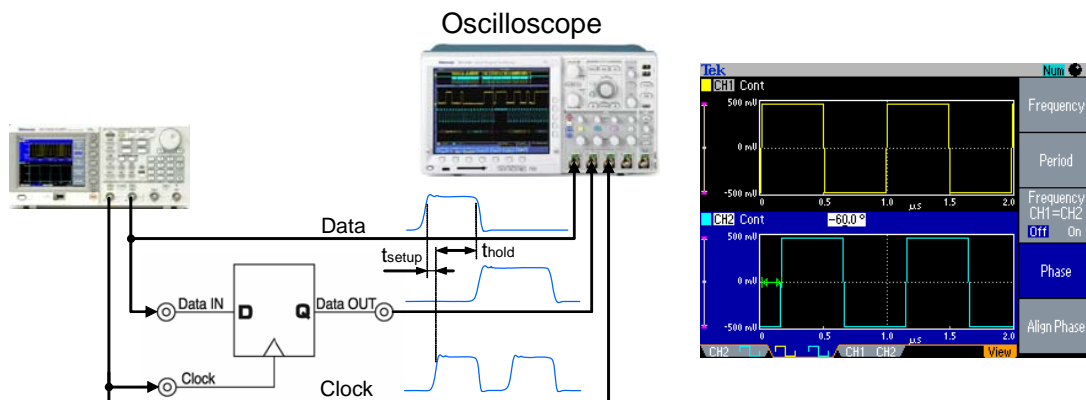 Oscilloscope
Data
tsetup
thold
Data IN
D
Q
Data OUT
Clock
Clock
Tek
Num
CH1 Cont
500 mV
0 mV
-500 mV
0 0.5 1.0 1.5 2.0
µs
CH2 Cont
-60.0 °
500 mV
0 mV
-500 mV
0 0.5 1.0 1.5 2.0
µs
CH2
CH1 CH2
View
Frequency
Period
Frequency
CH1=CH2
Off On
Phase
Align Phase